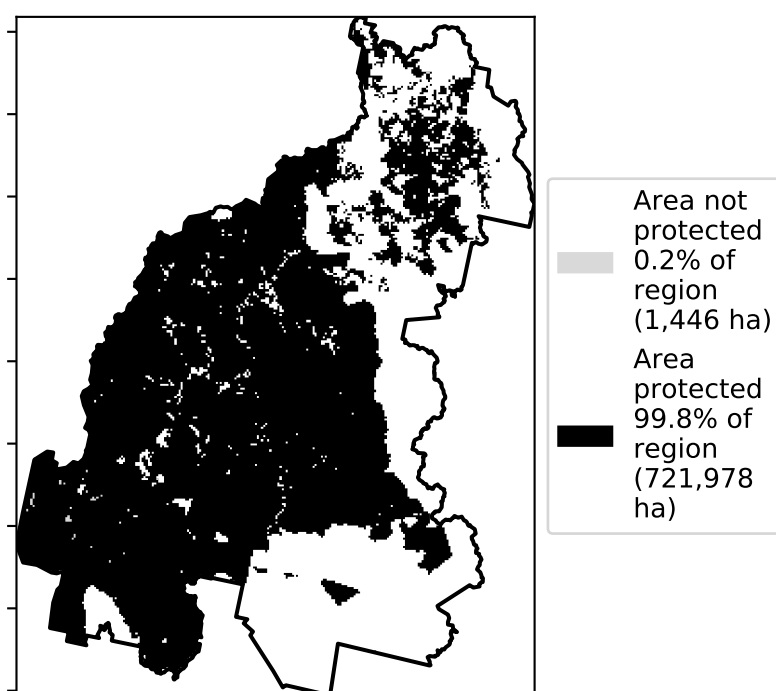 Area not
protected
0.2% of
region
(1,446 ha)
Area
protected
99.8% of
region
(721,978
ha)